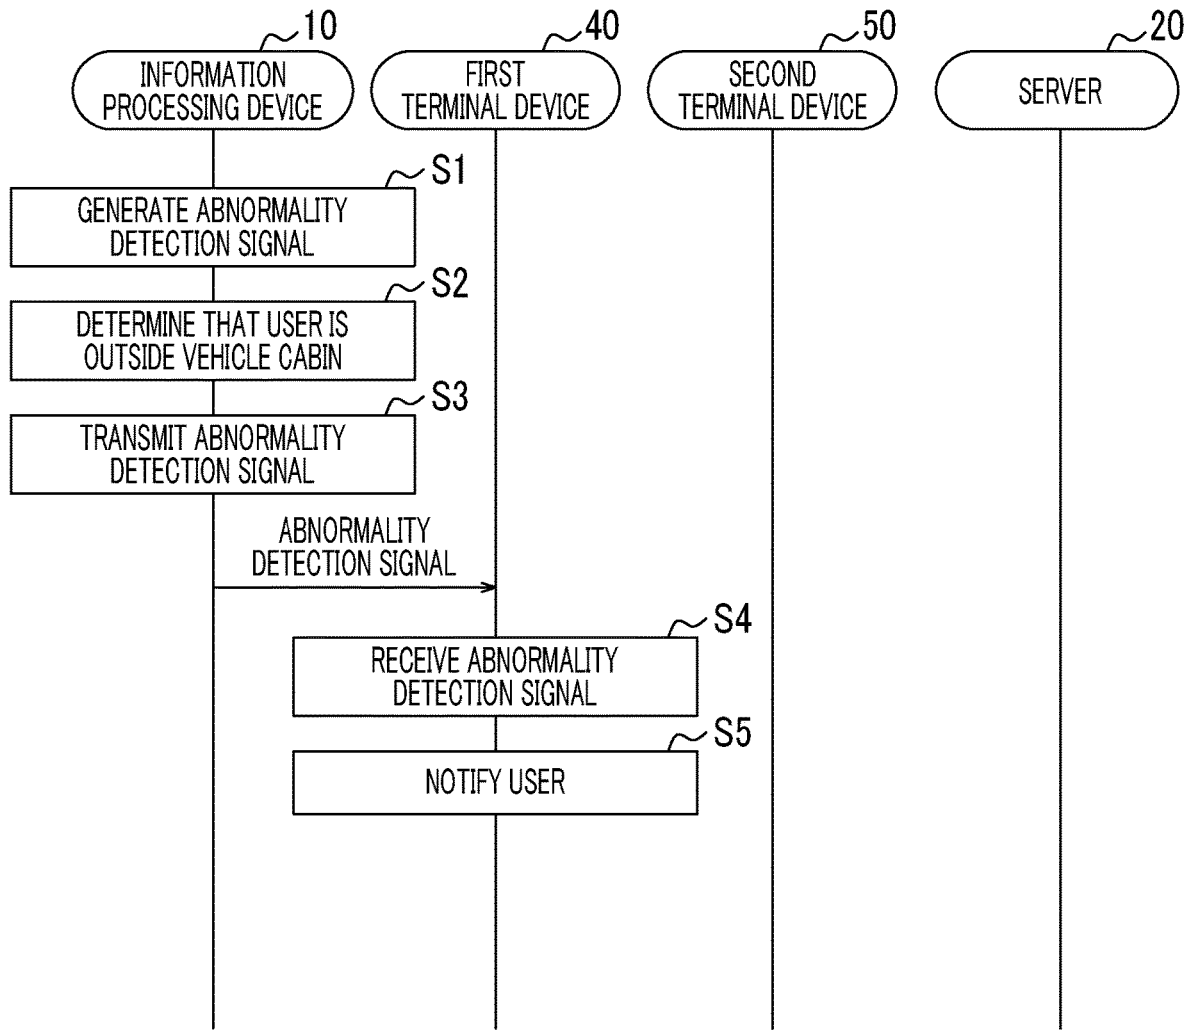 10
40
50
20
INFORMATION
PROCESSING DEVICE
FIRST
TERMINAL DEVICE
SECOND
TERMINAL DEVICE
SERVER
S1
GENERATE ABNORMALITY
DETECTION SIGNAL
S2
DETERMINE THAT USER IS
OUTSIDE VEHICLE CABIN
S3
TRANSMIT ABNORMALITY
DETECTION SIGNAL
ABNORMALITY
DETECTION SIGNAL
S4
RECEIVE ABNORMALITY
DETECTION SIGNAL
S5
NOTIFY USER